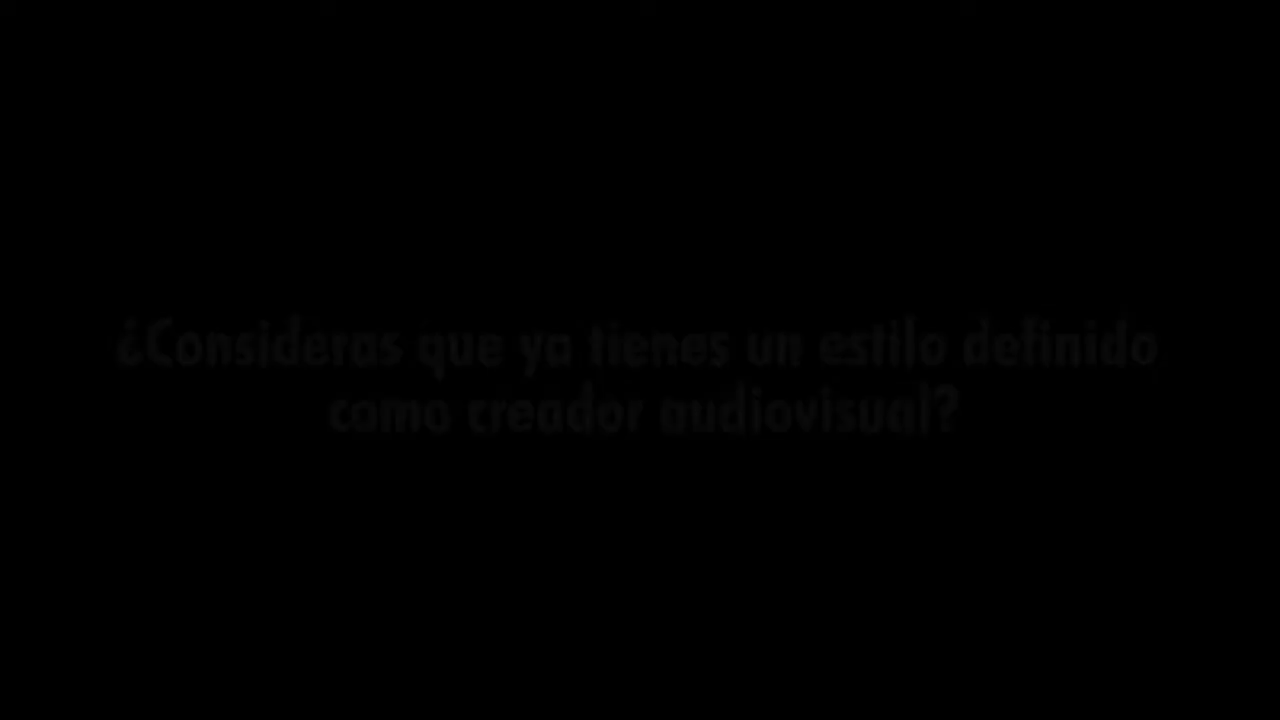 ¿Consideras que ya tienes un estilo definido
como creador audiovisual?